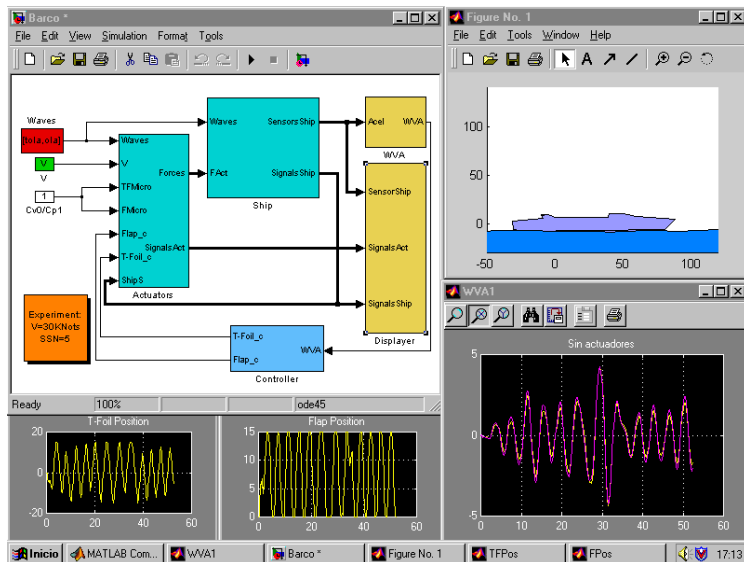 Barco *
File Edit View Simulation Format Tools
Waves
[tola,ola]
V
V
1
Cv0/Cp1
Waves
V
TFMicro
FMicro
Flap_c
T-Foil_c
ShipS
Forces
SignalsAct
Actuators
Waves
FAct
SensorsShip
SignalsShip
Ship
Acel
WVA
WVA
SensorShip
SignalsAct
SignalsShip
Displayer
Experiment:
V=30KNots
SSN=5
T-Foil_c
Flap_c
WVA
Controller
Ready 100% ode45
T-Foil Position
20
0
-20
0 20 40 60
Flap Position
15
10
5
0
0 20 40 60
Figure No. 1
File Edit Tools Window Help
A
100
50
0
-50 0 50 100
WVA1
Sin actuadores
5
0
-5
0 10 20 30 40 50 60
Inicio MATLAB Com... WVA1 Barco * Figure No. 1 TFPos FPos 17:13